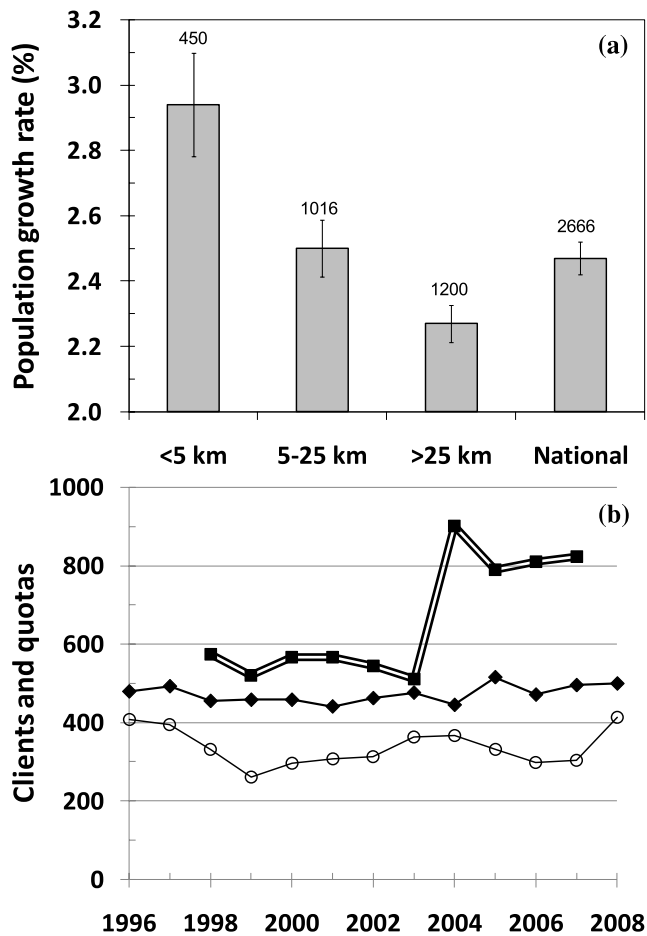 Population growth rate (%)
3.2
3.0
2.8
2.6
2.4
2.2
2.0
(a)
450
1016
1200
2666
<5 km 5-25 km >25 km National
Clients and quotas
1000
800
600
400
200
0
(b)
1996 1998 2000 2002 2004 2006 2008